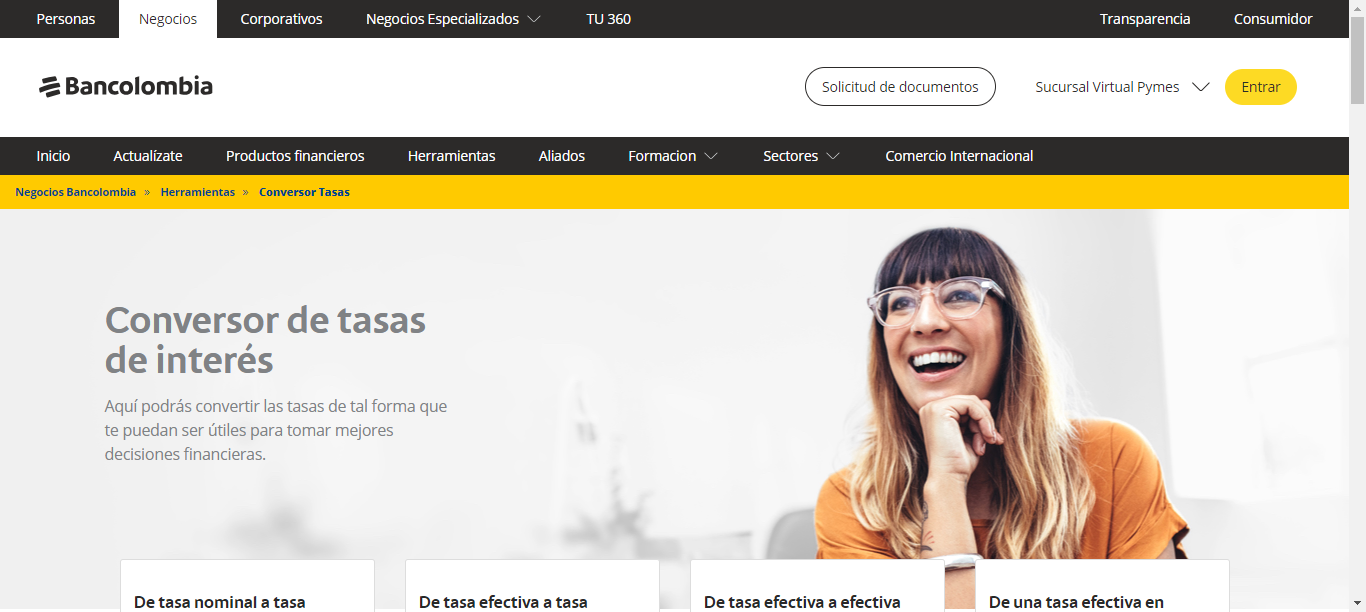 Personas Negocios Corporativos Negocios Especializados TU 360 Transparencia Consumidor
Bancolombia Solicitud de documentos Sucursal Virtual Pymes Entrar
Inicio Actualízate Productos financieros Herramientas Aliados Formacion Sectores Comercio Internacional
Negocios Bancolombia » Herramientas » Conversor Tasas
Conversor de tasas
de interés
Aquí podrás convertir las tasas de tal forma que
te puedan ser útiles para tomar mejores
decisiones financieras.
De tasa nominal a tasa
De tasa efectiva a tasa
De tasa efectiva a efectiva
De una tasa efectiva en